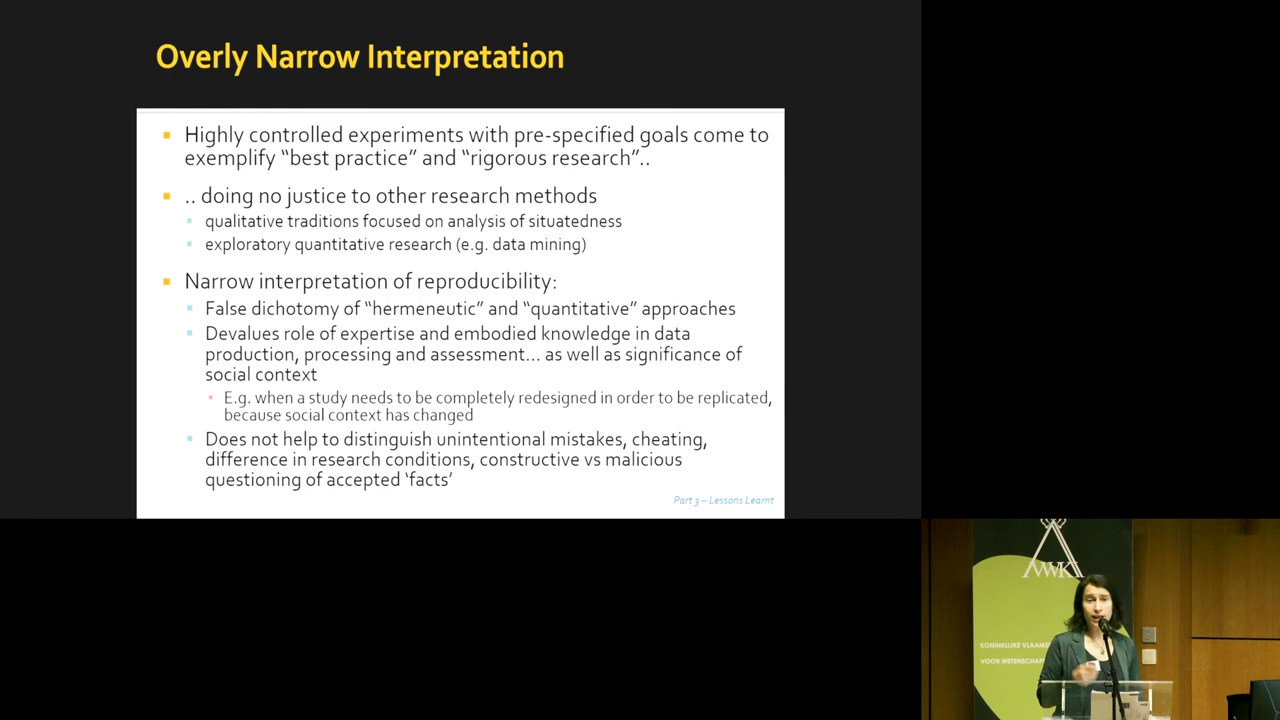 Overly Narrow Interpretation
Highly controlled experiments with pre-specified goals come to
exemplify “best practice” and “rigorous research”..
.. doing no justice to other research methods
qualitative traditions focused on analysis of situatedness
exploratory quantitative research (e.g. data mining)
Narrow interpretation of reproducibility:
False dichotomy of “hermeneutic” and “quantitative” approaches
Devalues role of expertise and embodied knowledge in data
production, processing and assessment... as well as significance of
social context
E.g. when a study needs to be completely redesigned in order to be replicated,
because social context has changed
Does not help to distinguish unintentional mistakes, cheating,
difference in research conditions, constructive vs malicious
questioning of accepted ‘facts’
Part 3 – Lessons Learnt
KONINKLIJKE VLAAMS
VOOR WETENSCHAP